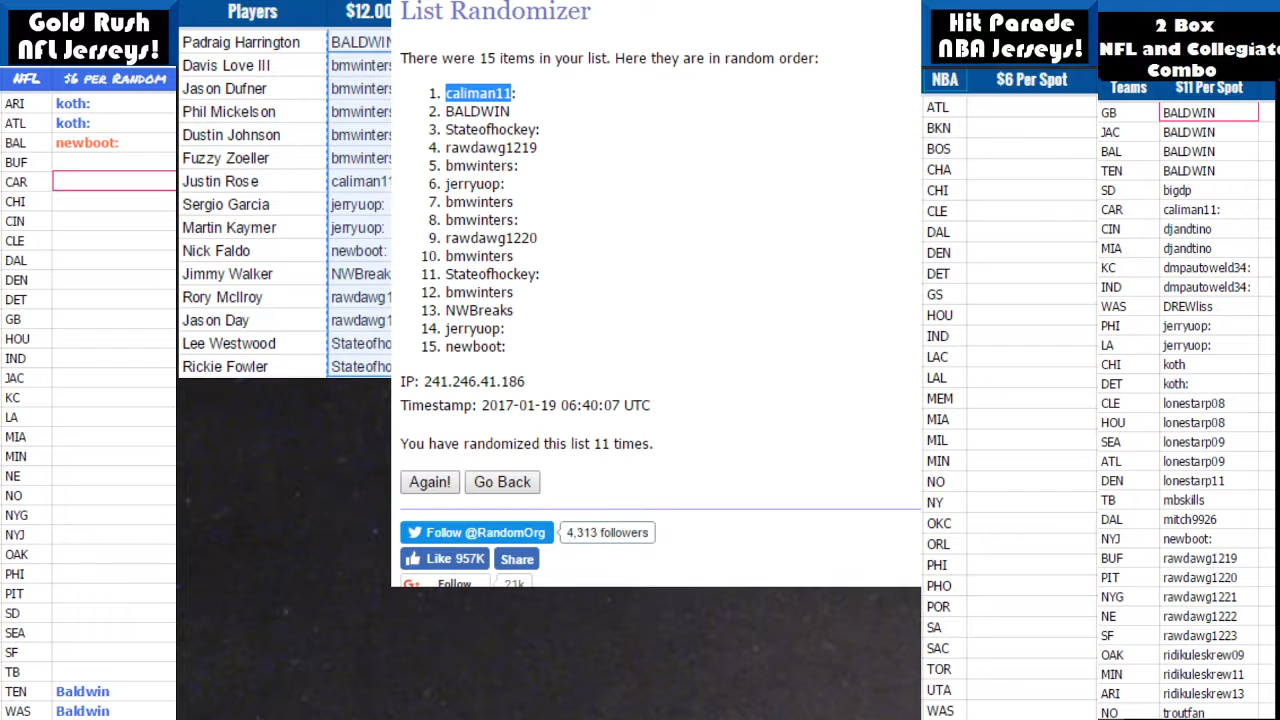 Gold Rush
NFL Jerseys!
NFL $6 per Random
ARI koth:
ATL koth:
BAL newboot:
BUF
CAR
CHI
CIN
CLE
DAL
DEN
DET
GB
HOU
IND
JAC
KC
LA
MIA
MIN
NE
NO
NYG
NYJ
OAK
PHI
PIT
SD
SEA
SF
TB
TEN Baldwin
WAS Baldwin
Players $12.00
Padraig Harrington BALDWIN
Davis Love III bmwinters
Jason Dufner bmwinters
Phil Mickelson bmwinters
Dustin Johnson bmwinters
Fuzzy Zoeller bmwinters
Justin Rose caliman11
Sergio Garcia jerryuop:
Martin Kaymer jerryuop:
Nick Faldo newboot:
Jimmy Walker NWBreak
Rory McIlroy rawdawg1
Jason Day rawdawg1
Lee Westwood Stateofho
Rickie Fowler Stateofho
List Randomizer
There were 15 items in your list. Here they are in random order:
1. caliman11:
2. BALDWIN
3. Stateofhockey:
4. rawdawg1219
5. bmwinters:
6. jerryuop:
7. bmwinters
8. bmwinters:
9. rawdawg1220
10. bmwinters
11. Stateofhockey:
12. bmwinters
13. NWBreaks
14. jerryuop:
15. newboot:
IP: 241.246.41.186
Timestamp: 2017-01-19 06:40:07 UTC
You have randomized this list 11 times.
Again! Go Back
Follow @RandomOrg 4,313 followers
Like 957K Share
G+ Follow 21k
Hit Parade
NBA Jerseys!
NBA $6 Per Spot
ATL
BKN
BOS
CHA
CHI
CLE
DAL
DEN
DET
GS
HOU
IND
LAC
LAL
MEM
MIA
MIL
MIN
NO
NY
OKC
ORL
PHI
PHO
POR
SA
SAC
TOR
UTA
WAS
2 Box
NFL and Collegiate
Combo
Teams $11 Per Spot
GB BALDWIN
JAC BALDWIN
BAL BALDWIN
TEN BALDWIN
SD bigdp
CAR caliman11:
CIN djandtino
MIA djandtino
KC dmpautoweld34:
IND dmpautoweld34:
WAS DREWliss
PHI jerryuop:
LA jerryuop:
CHI koth
DET koth:
CLE lonestarp08
HOU lonestarp08
SEA lonestarp09
ATL lonestarp09
DEN lonestarp11
TB mbskills
DAL mitch9926
NYJ newboot:
BUF rawdawg1219
PIT rawdawg1220
NYG rawdawg1221
NE rawdawg1222
SF rawdawg1223
OAK ridikuleskrew09
MIN ridikuleskrew11
ARI ridikuleskrew13
NO troutfan